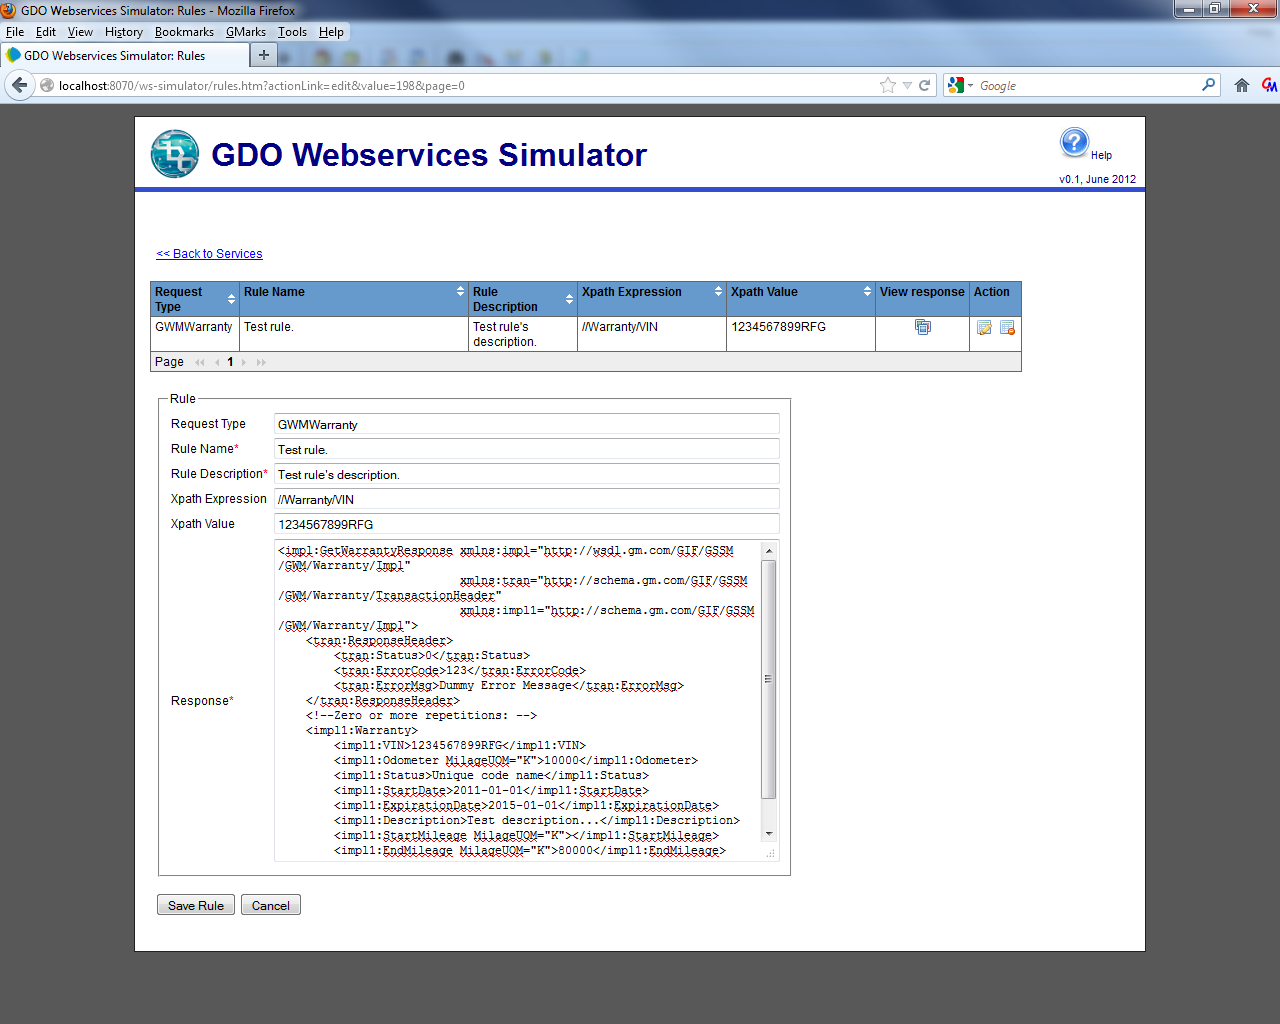 GDO Webservices Simulator: Rules - Mozilla Firefox
File Edit View History Bookmarks GMarks Tools Help
GDO Webservices Simulator: Rules +
localhost:8070/ws-simulator/rules.htm?actionLink=edit&value=198&page=0 Google
GDO Webservices Simulator
Help
v0.1, June 2012
<< Back to Services
Request Type Rule Name Rule Description Xpath Expression Xpath Value View response Action
GWMWarranty Test rule. Test rule's description. //Warranty/VIN 1234567899RFG
Page 1
Rule
Request Type GWMWarranty
Rule Name* Test rule.
Rule Description* Test rule's description.
Xpath Expression //Warranty/VIN
Xpath Value 1234567899RFG
Response*
<impl:GetWarrantyResponse xmlns:impl="http://wsdl.gm.com/GIF/GSSM
/GWM/Warranty/Impl"
xmlns:tran="http://schema.gm.com/GIF/GSSM
/GWM/Warranty/TransactionHeader"
xmlns:impl1="http://schema.gm.com/GIF/GSSM
/GWM/Warranty/Impl">
<tran:ResponseHeader>
<tran:Status>0</tran:Status>
<tran:ErrorCode>123</tran:ErrorCode>
<tran:ErrorMsg>Dummy Error Message</tran:ErrorMsg>
</tran:ResponseHeader>
<!--Zero or more repetitions: -->
<impl1:Warranty>
<impl1:VIN>1234567899RFG</impl1:VIN>
<impl1:Odometer MilageUOM="K">10000</impl1:Odometer>
<impl1:Status>Unique code name</impl1:Status>
<impl1:StartDate>2011-01-01</impl1:StartDate>
<impl1:ExpirationDate>2015-01-01</impl1:ExpirationDate>
<impl1:Description>Test description...</impl1:Description>
<impl1:StartMileage MilageUOM="K"></impl1:StartMileage>
<impl1:EndMileage MilageUOM="K">80000</impl1:EndMileage>
Save Rule Cancel